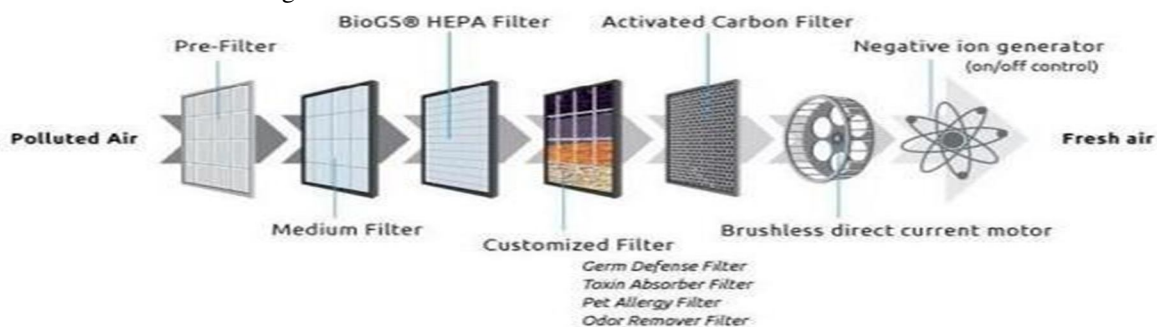 BioGS® HEPA Filter
Activated Carbon Filter
Pre-Filter
Negative ion generator
(on/off control)
Polluted Air
Fresh air
Medium Filter
Customized Filter
Brushless direct current motor
Germ Defense Filter
Toxin Absorber Filter
Pet Allergy Filter
Odor Remover Filter